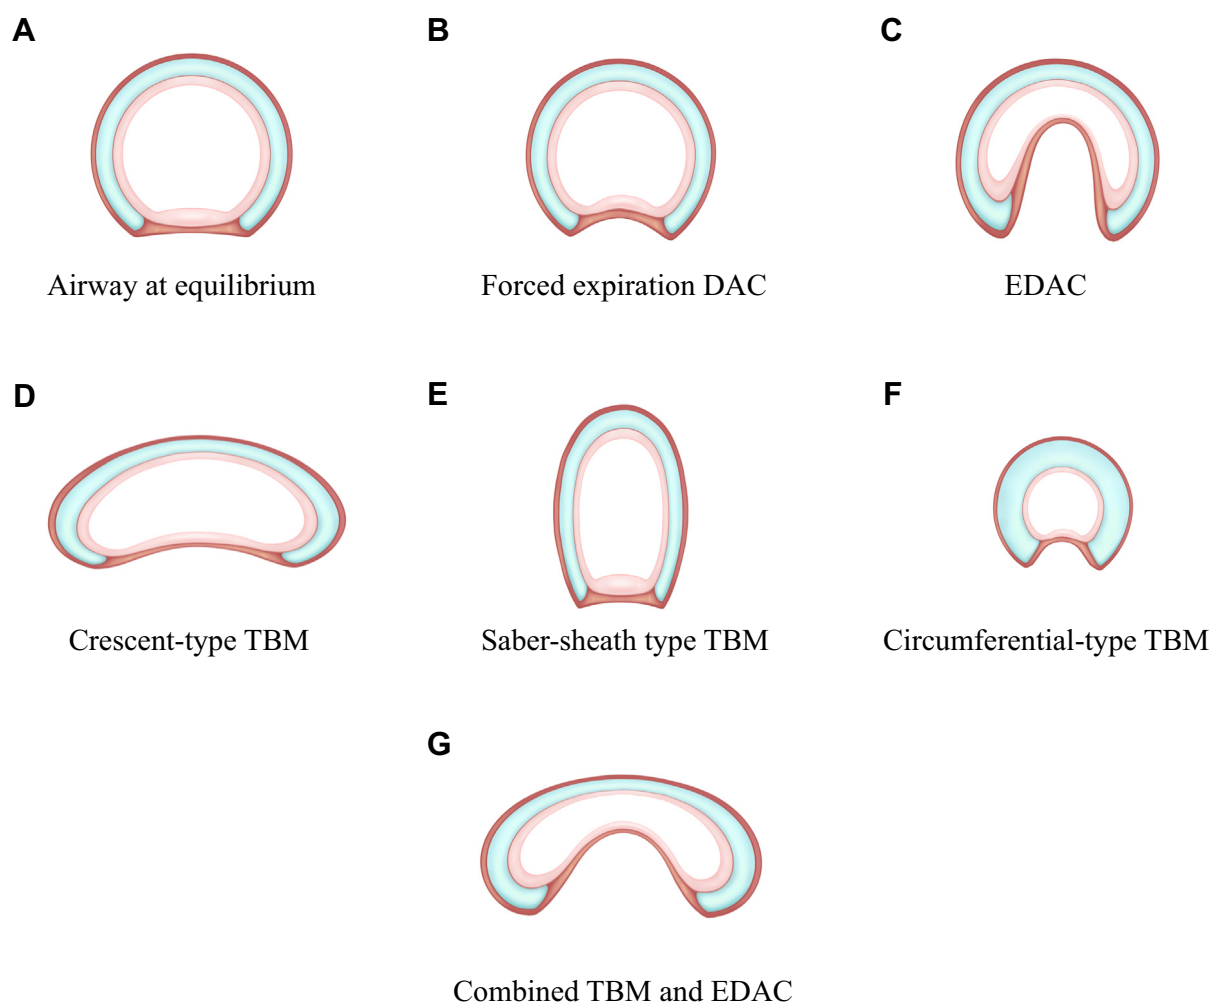 A
B
C
Airway at equilibrium
Forced expiration DAC
EDAC
D
E
F
Crescent-type TBM
Saber-sheath type TBM
Circumferential-type TBM
G
Combined TBM and EDAC